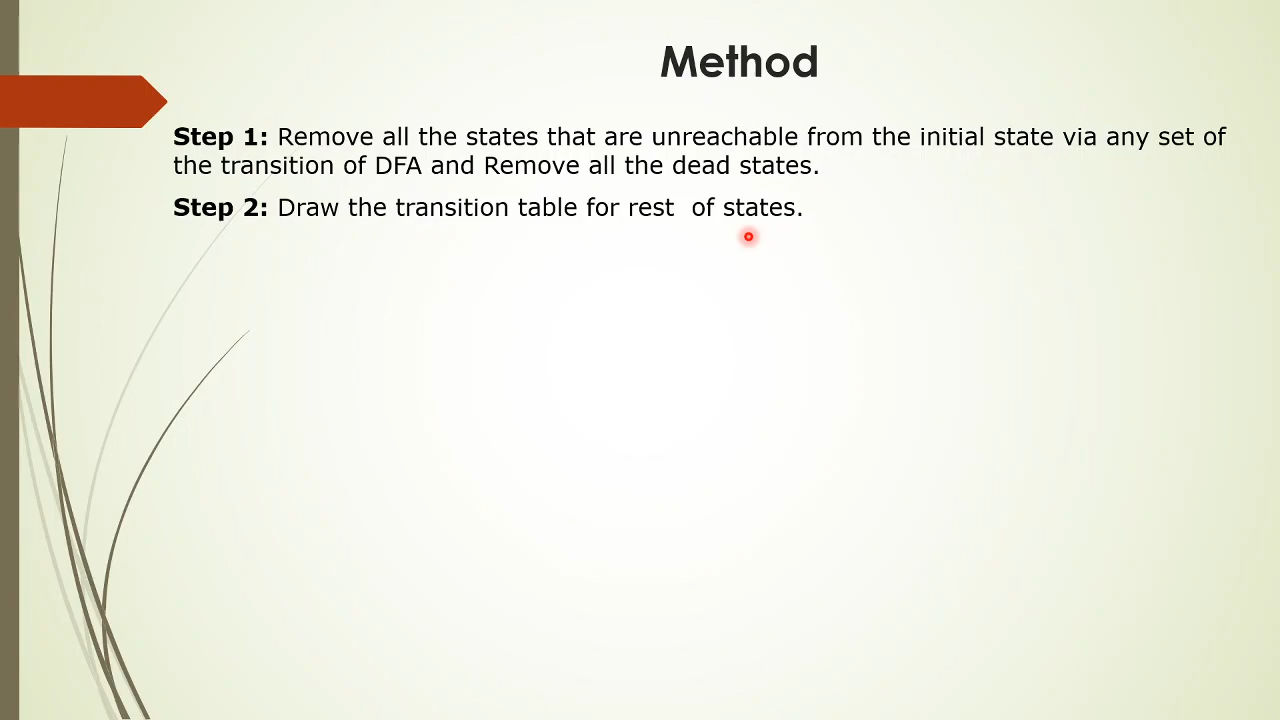 Method
Step 1: Remove all the states that are unreachable from the initial state via any set of
the transition of DFA and Remove all the dead states.
Step 2: Draw the transition table for rest  of states.